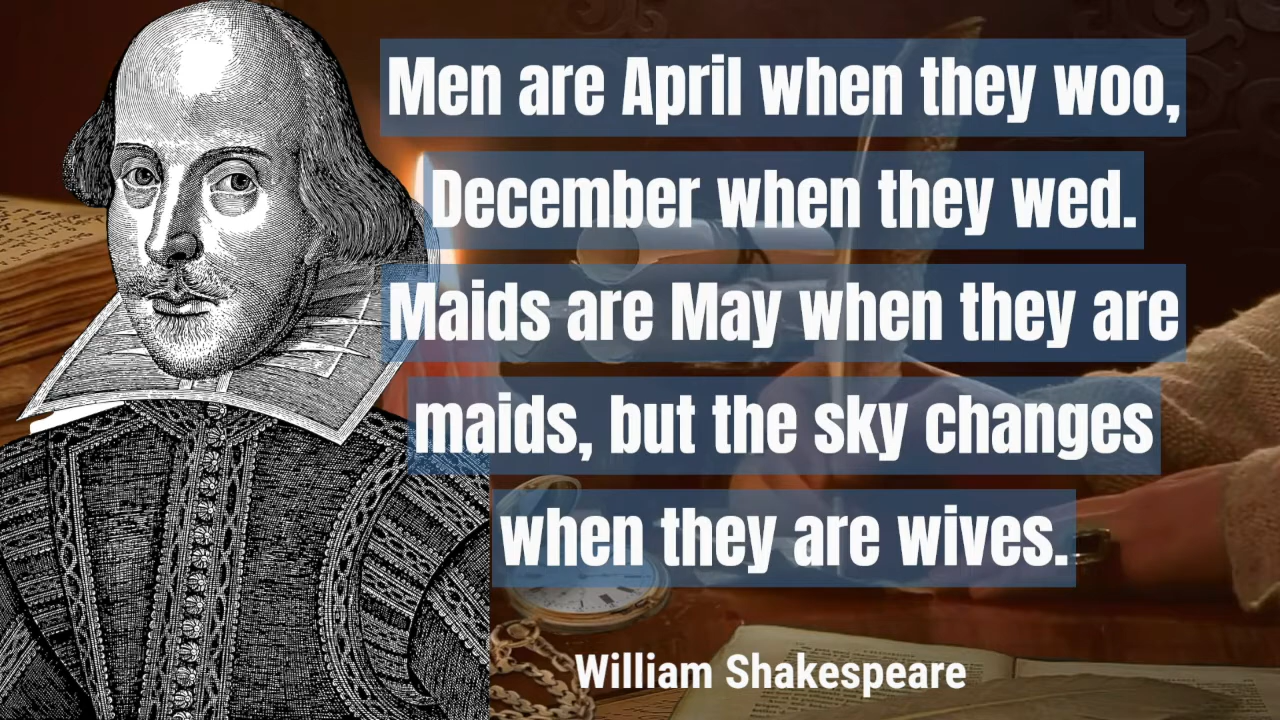 Men are April when they woo,
December when they wed.
Maids are May when they are
maids, but the sky changes
when they are wives.
William Shakespeare